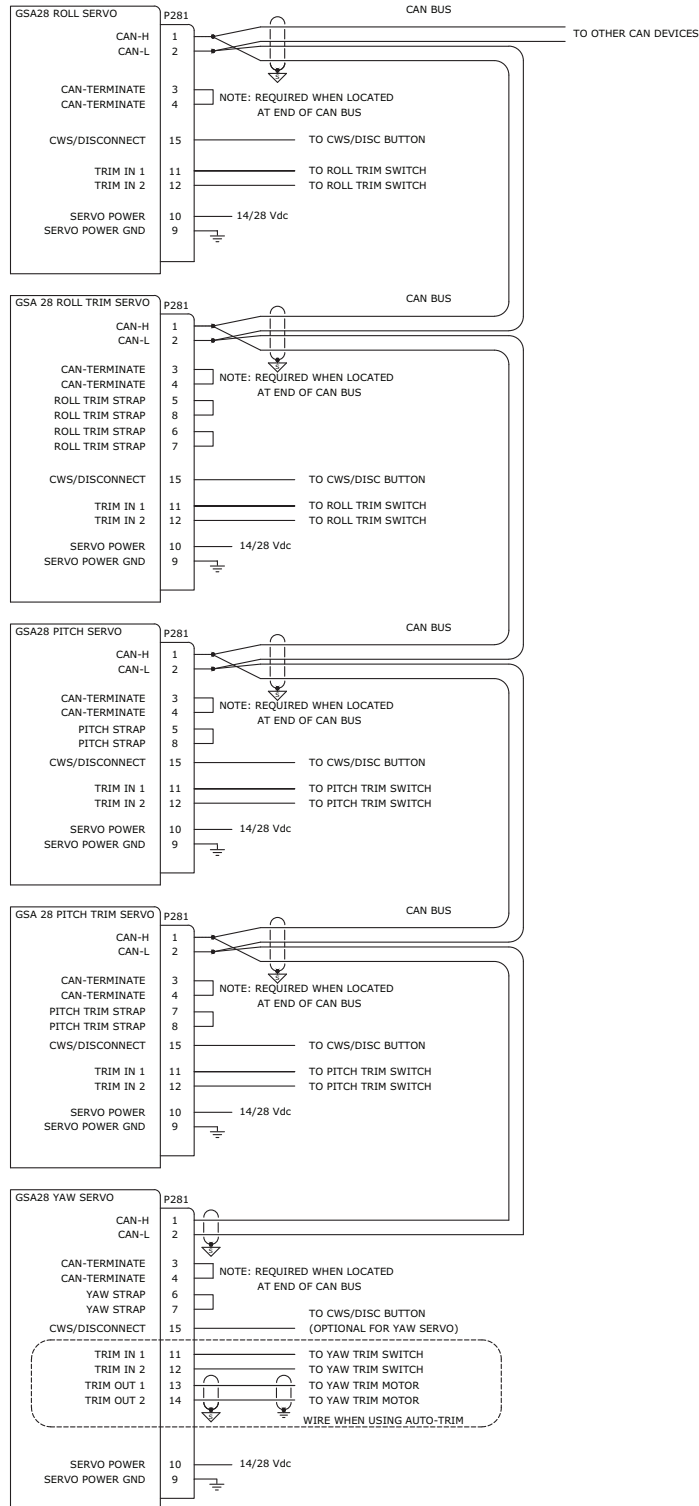 GSA28 ROLL SERVO P281 CAN BUS
CAN-H 1 TO OTHER CAN DEVICES
CAN-L 2
S
CAN-TERMINATE 3 NOTE: REQUIRED WHEN LOCATED
CAN-TERMINATE 4 AT END OF CAN BUS
CWS/DISCONNECT 15 TO CWS/DISC BUTTON
TRIM IN 1 11 TO ROLL TRIM SWITCH
TRIM IN 2 12 TO ROLL TRIM SWITCH
SERVO POWER 10 14/28 Vdc
SERVO POWER GND 9
GSA 28 ROLL TRIM SERVO P281 CAN BUS
CAN-H 1
CAN-L 2
S
CAN-TERMINATE 3 NOTE: REQUIRED WHEN LOCATED
CAN-TERMINATE 4 AT END OF CAN BUS
ROLL TRIM STRAP 5
ROLL TRIM STRAP 8
ROLL TRIM STRAP 6
ROLL TRIM STRAP 7
CWS/DISCONNECT 15 TO CWS/DISC BUTTON
TRIM IN 1 11 TO ROLL TRIM SWITCH
TRIM IN 2 12 TO ROLL TRIM SWITCH
SERVO POWER 10 14/28 Vdc
SERVO POWER GND 9
GSA28 PITCH SERVO P281 CAN BUS
CAN-H 1
CAN-L 2
S
CAN-TERMINATE 3 NOTE: REQUIRED WHEN LOCATED
CAN-TERMINATE 4 AT END OF CAN BUS
PITCH STRAP 5
PITCH STRAP 8
CWS/DISCONNECT 15 TO CWS/DISC BUTTON
TRIM IN 1 11 TO PITCH TRIM SWITCH
TRIM IN 2 12 TO PITCH TRIM SWITCH
SERVO POWER 10 14/28 Vdc
SERVO POWER GND 9
GSA 28 PITCH TRIM SERVO P281 CAN BUS
CAN-H 1
CAN-L 2
S
CAN-TERMINATE 3 NOTE: REQUIRED WHEN LOCATED
CAN-TERMINATE 4 AT END OF CAN BUS
PITCH TRIM STRAP 7
PITCH TRIM STRAP 8
CWS/DISCONNECT 15 TO CWS/DISC BUTTON
TRIM IN 1 11 TO PITCH TRIM SWITCH
TRIM IN 2 12 TO PITCH TRIM SWITCH
SERVO POWER 10 14/28 Vdc
SERVO POWER GND 9
GSA28 YAW SERVO P281
CAN-H 1
CAN-L 2
S
CAN-TERMINATE 3 NOTE: REQUIRED WHEN LOCATED
CAN-TERMINATE 4 AT END OF CAN BUS
YAW STRAP 6
YAW STRAP 7 TO CWS/DISC BUTTON
CWS/DISCONNECT 15 (OPTIONAL FOR YAW SERVO)
TRIM IN 1 11 TO YAW TRIM SWITCH
TRIM IN 2 12 TO YAW TRIM SWITCH
TRIM OUT 1 13 TO YAW TRIM MOTOR
TRIM OUT 2 14 TO YAW TRIM MOTOR
S
WIRE WHEN USING AUTO-TRIM
SERVO POWER 10 14/28 Vdc
SERVO POWER GND 9